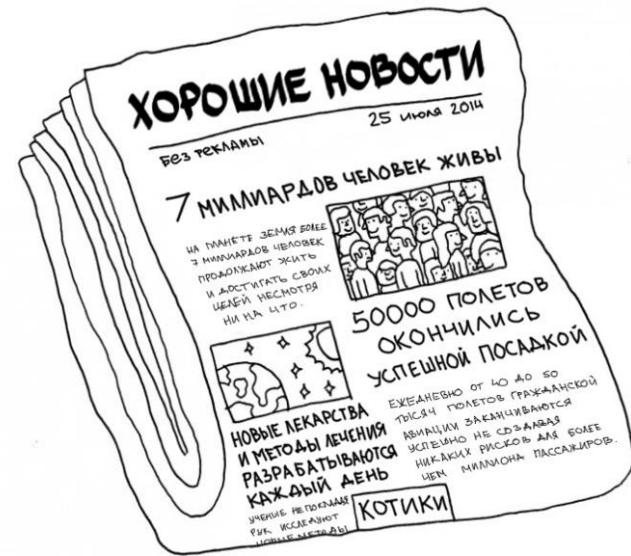 ХОРОШИЕ НОВОСТИ
Без рекламы
25 июля 2014
7 МИЛЛИАРДОВ ЧЕЛОВЕК ЖИВЫ
НА ПЛАНЕТЕ ЗЕМЛЯ БОЛЕЕ
7 МИЛЛИАРДОВ ЧЕЛОВЕК
ПРОДОЛЖАЮТ ЖИТЬ
И ДОСТИГАТЬ СВОИХ
ЦЕЛЕЙ НЕСМОТРЯ
НИ НА ЧТО.
50000 ПОЛЕТОВ
ОКОНЧИЛИСЬ
УСПЕШНОЙ ПОСАДКОЙ
ЕЖЕДНЕВНО ОТ 40 ДО 50
ТЫСЯЧ ПОЛЕТОВ ГРАЖДАНСКОЙ
АВИАЦИИ ЗАКАНЧИВАЮТСЯ
УСПЕШНО НЕ СОЗДАВАЯ
НИКАКИХ РИСКОВ ДЛЯ БОЛЕЕ
ЧЕМ МИЛЛИОНА ПАССАЖИРОВ.
НОВЫЕ ЛЕКАРСТВА
И МЕТОДЫ ЛЕЧЕНИЯ
РАЗРАБАТЫВАЮТСЯ
КАЖДЫЙ ДЕНЬ
УЧЕНЫЕ НЕ ПОКЛАДАЯ
РУК ИССЛЕДУЮТ
НОВЫЕ МЕТОДЫ
КОТИКИ